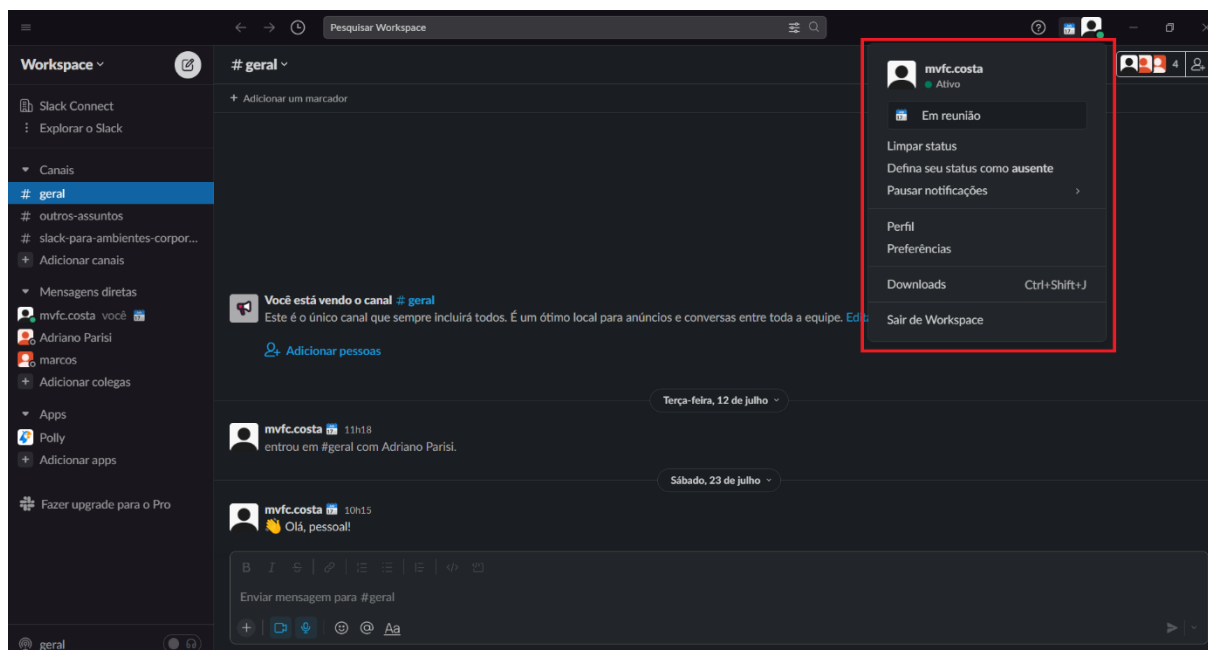 Pesquisar Workspace
Workspace
# geral
4
+ Adicionar um marcador
Slack Connect
Explorar o Slack
Canais
# geral
# outros-assuntos
# slack-para-ambientes-corpor...
+ Adicionar canais
Mensagens diretas
mvfc.costa você
Adriano Parisi
marcos
+ Adicionar colegas
Apps
Polly
+ Adicionar apps
Fazer upgrade para o Pro
geral
mvfc.costa
Ativo
Em reunião
Limpar status
Defina seu status como ausente
Pausar notificações
Perfil
Preferências
Downloads Ctrl+Shift+J
Sair de Workspace
Você está vendo o canal # geral
Este é o único canal que sempre incluirá todos. É um ótimo local para anúncios e conversas entre toda a equipe.
Adicionar pessoas
Terça-feira, 12 de julho
mvfc.costa 11h18
entrou em #geral com Adriano Parisi.
Sábado, 23 de julho
mvfc.costa 10h15
Olá, pessoal!
B I S
Enviar mensagem para #geral
+ @ Aa